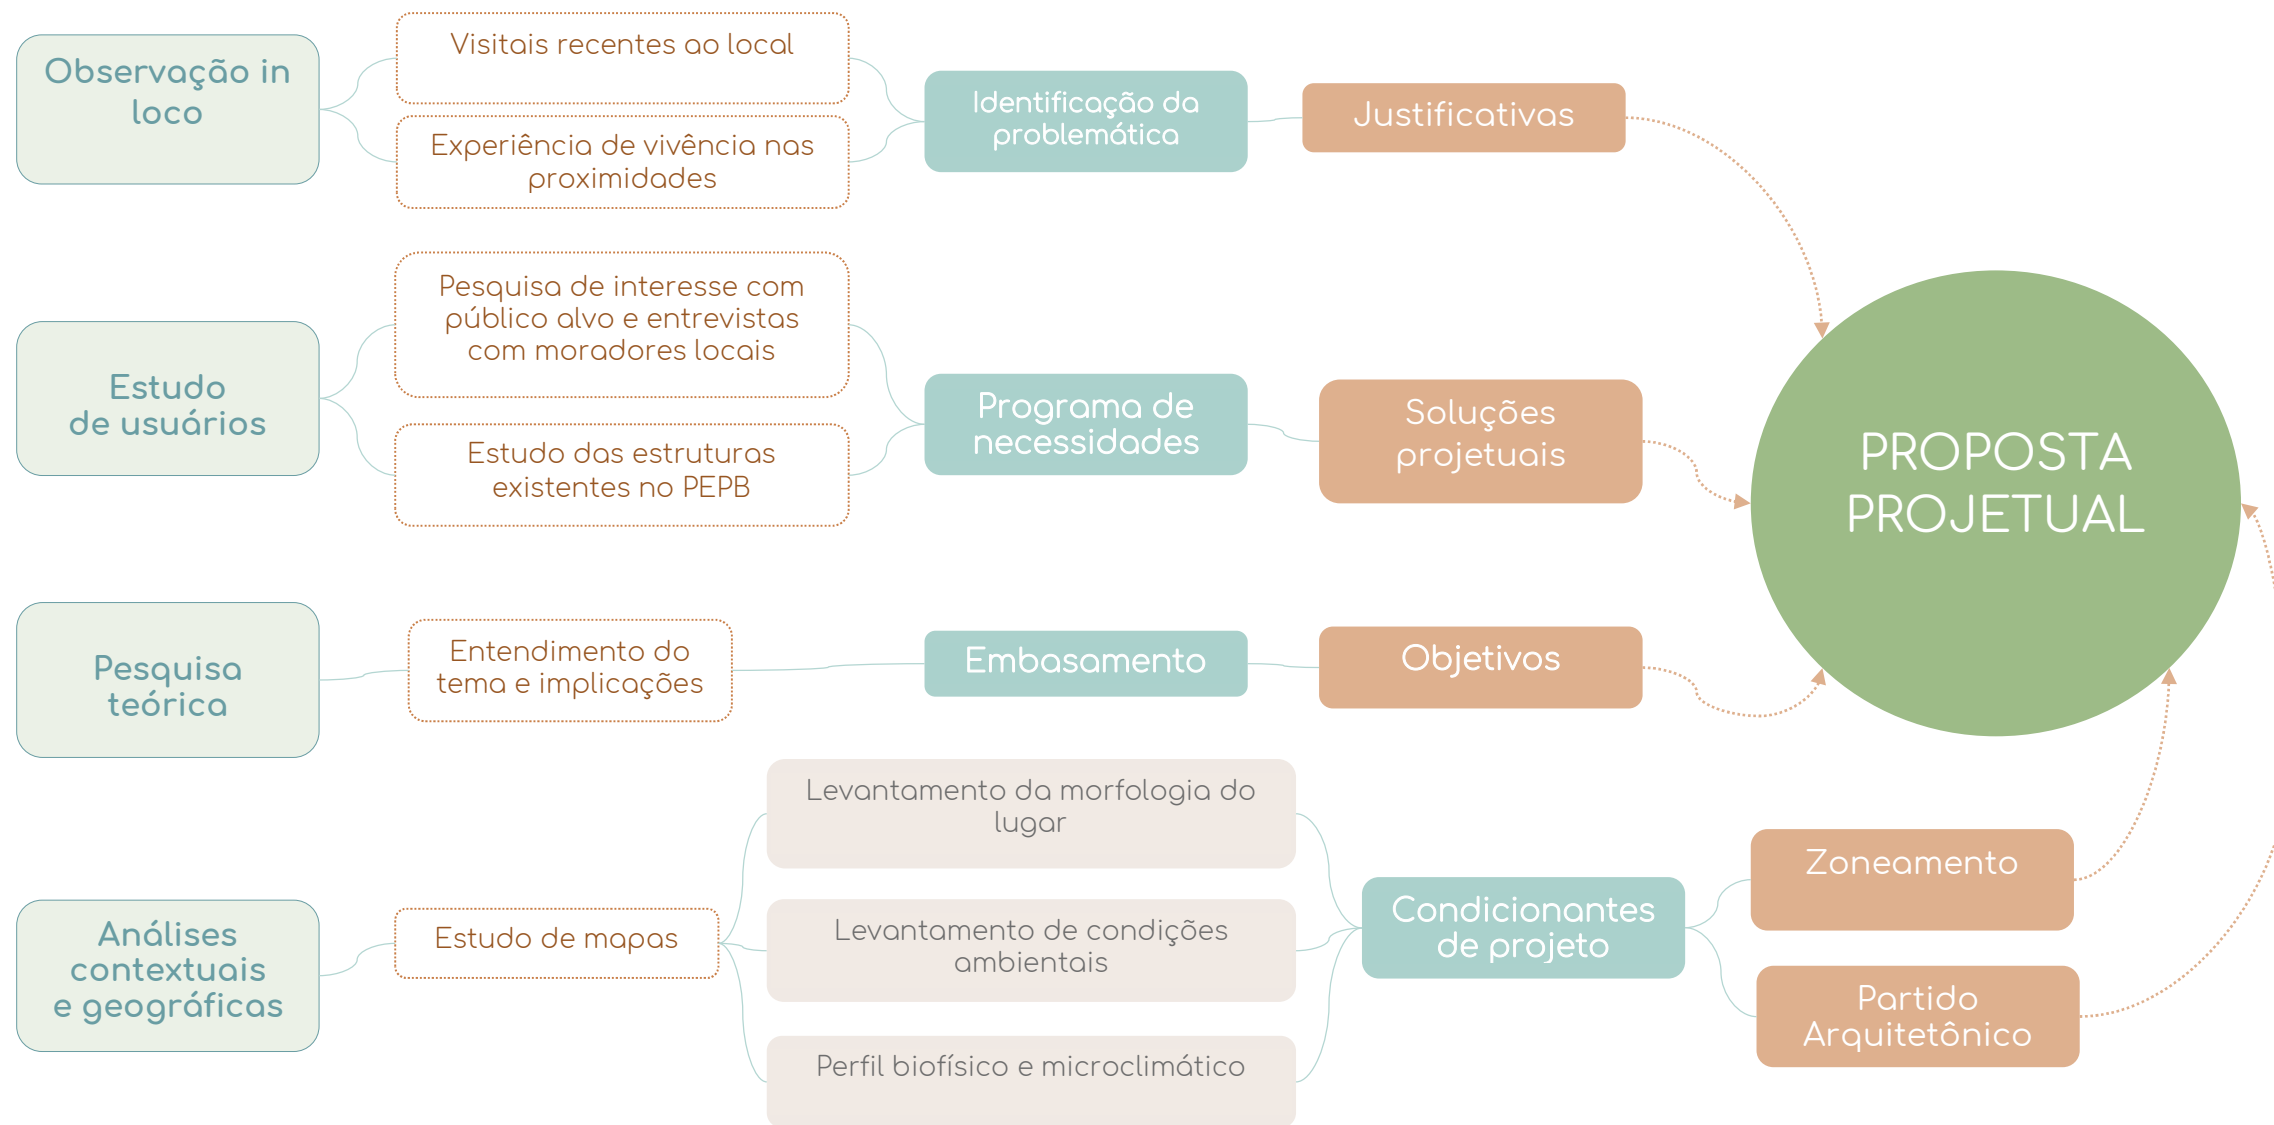 Observação in
loco
Visitais recentes ao local
Experiência de vivência nas
proximidades
Identificação da
problemática
Justificativas
Estudo
de usuários
Pesquisa de interesse com
público alvo e entrevistas
com moradores locais
Estudo das estruturas
existentes no PEPB
Programa de
necessidades
Soluções
projetuais
PROPOSTA
PROJETUAL
Pesquisa
teórica
Entendimento do
tema e implicações
Embasamento
Objetivos
Análises
contextuais
e geográficas
Estudo de mapas
Levantamento da morfologia do
lugar
Levantamento de condições
ambientais
Perfil biofísico e microclimático
Condicionantes
de projeto
Zoneamento
Partido
Arquitetônico